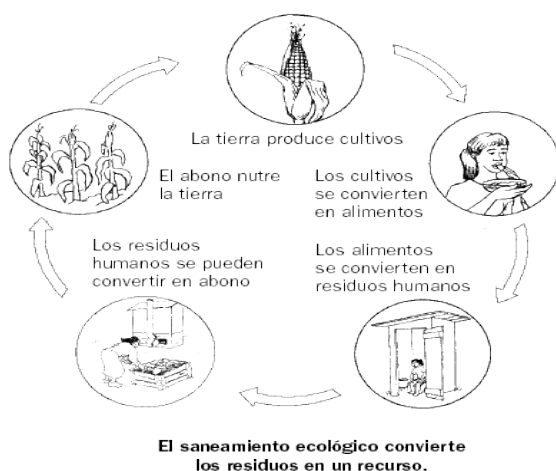 La tierra produce cultivos
El abono nutre
la tierra
Los cultivos
se convierten
en alimentos
Los residuos
humanos se pueden
convertir en abono
Los alimentos
se convierten en
residuos humanos
El saneamiento ecológico convierte
los residuos en un recurso.